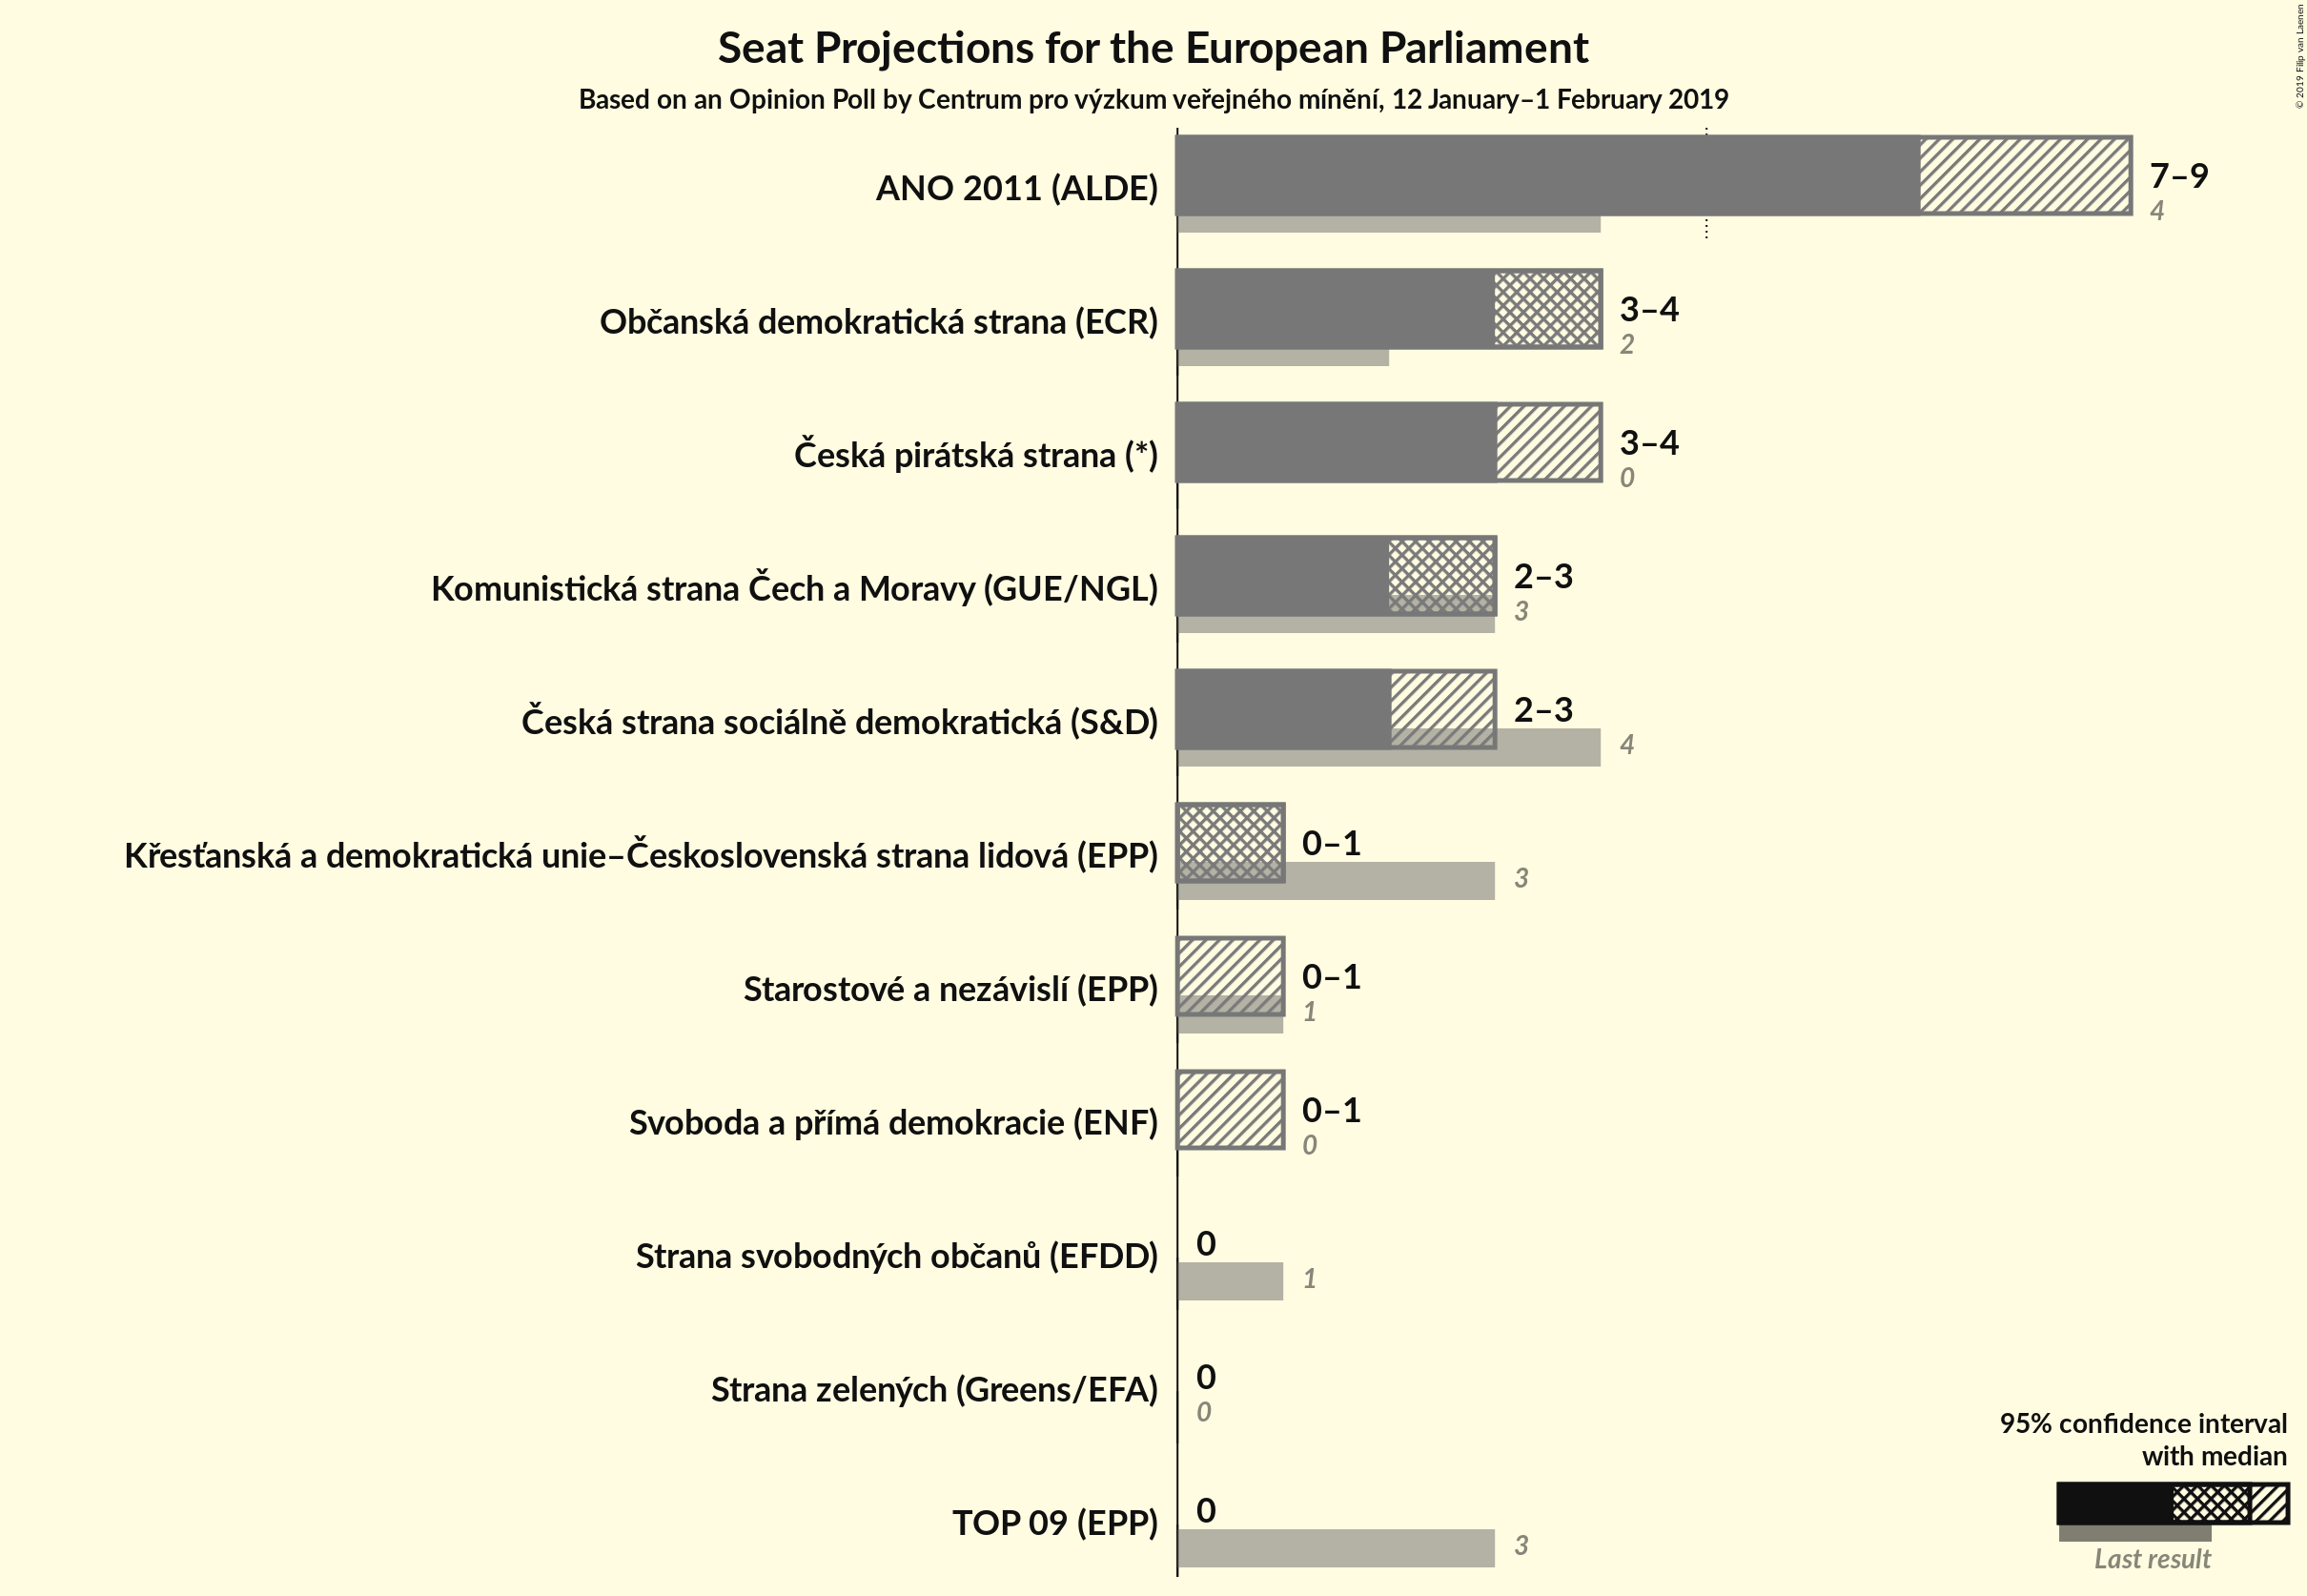 Seat Projections for the European Parliament
Based on an Opinion Poll by Centrum pro výzkum veřejného mínění, 12 January–1 February 2019
© 2019 Filip van Laenen
ANO 2011 (ALDE)
7–9
4
Občanská demokratická strana (ECR)
3–4
2
Česká pirátská strana (*)
3–4
0
Komunistická strana Čech a Moravy (GUE/NGL)
2–3
3
Česká strana sociálně demokratická (S&D)
2–3
4
Křesťanská a demokratická unie–Československá strana lidová (EPP)
0–1
3
Starostové a nezávislí (EPP)
0–1
1
Svoboda a přímá demokracie (ENF)
0–1
0
Strana svobodných občanů (EFDD)
0
1
Strana zelených (Greens/EFA)
0
0
TOP 09 (EPP)
0
3
95% confidence interval
with median
Last result